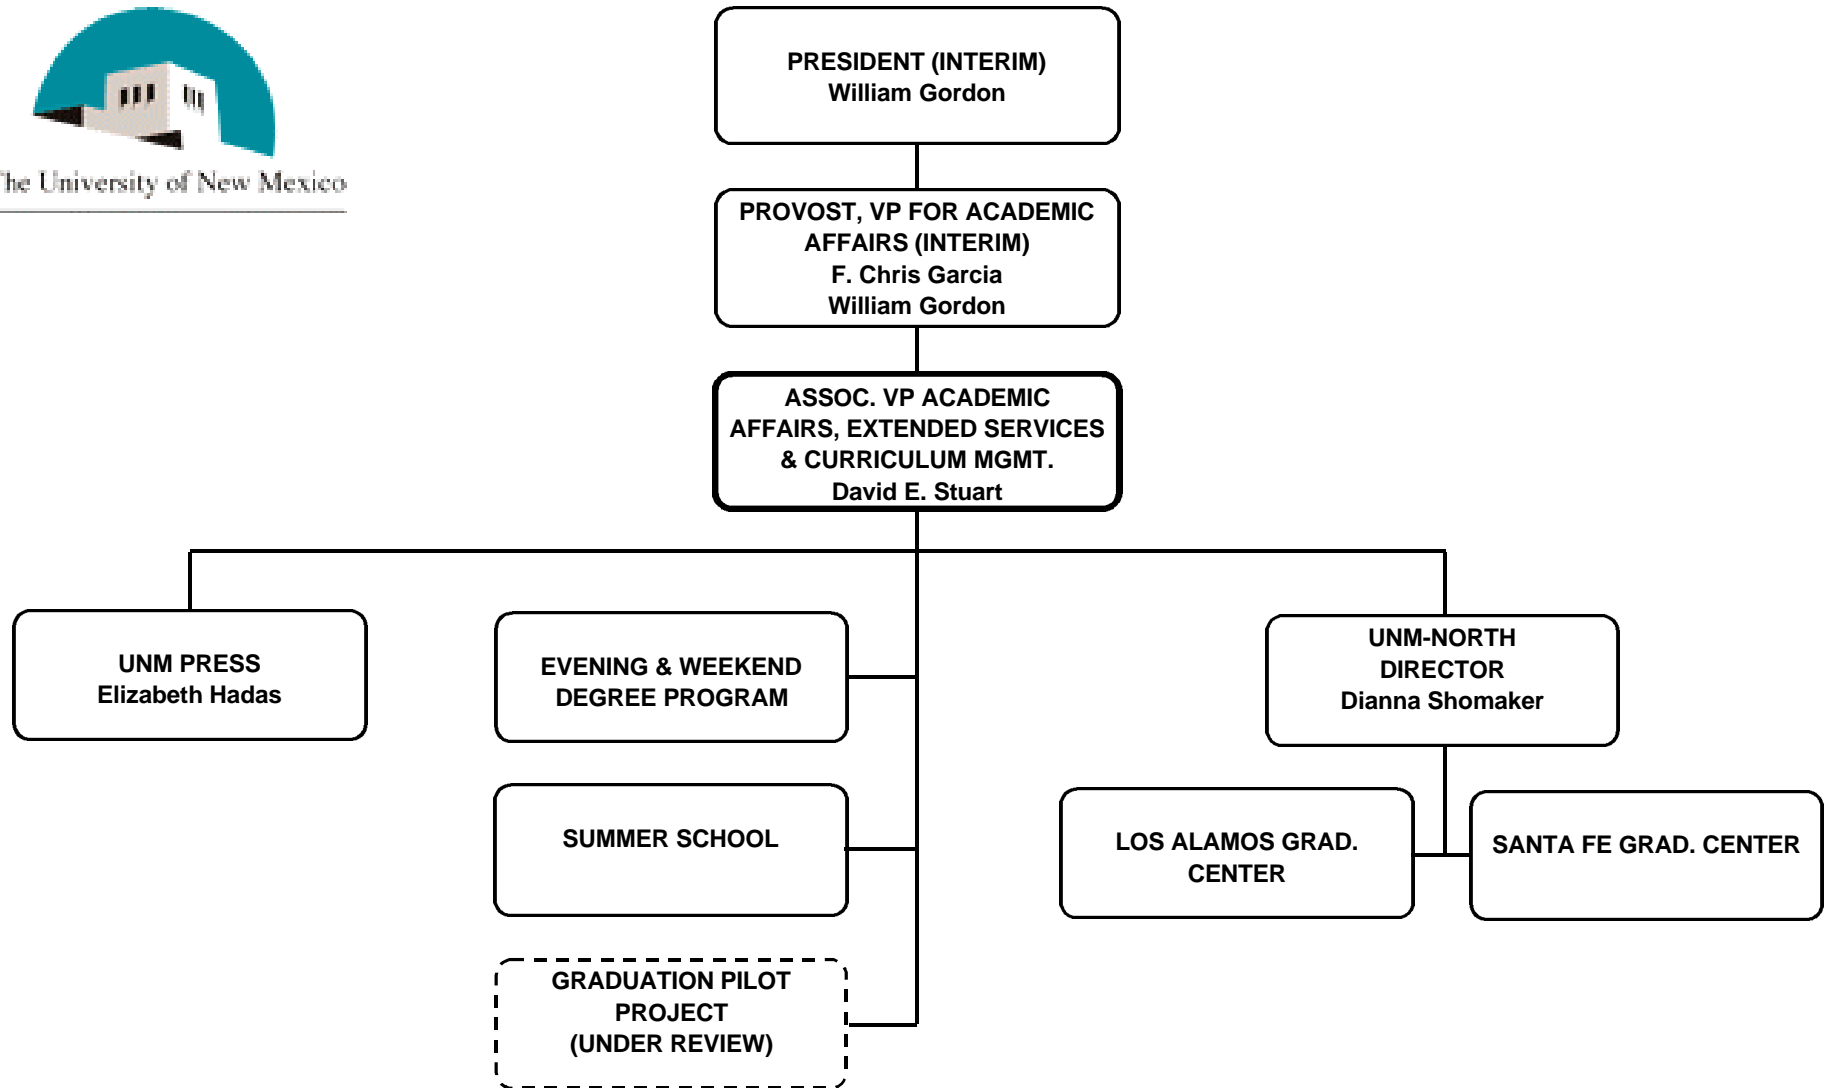 The University of New Mexico
PRESIDENT (INTERIM)
William Gordon
PROVOST, VP FOR ACADEMIC
AFFAIRS (INTERIM)
F. Chris Garcia
William Gordon
ASSOC. VP ACADEMIC
AFFAIRS, EXTENDED SERVICES
& CURRICULUM MGMT.
David E. Stuart
UNM PRESS
Elizabeth Hadas
EVENING & WEEKEND
DEGREE PROGRAM
SUMMER SCHOOL
GRADUATION PILOT
PROJECT
(UNDER REVIEW)
UNM-NORTH
DIRECTOR
Dianna Shomaker
LOS ALAMOS GRAD.
CENTER
SANTA FE GRAD. CENTER